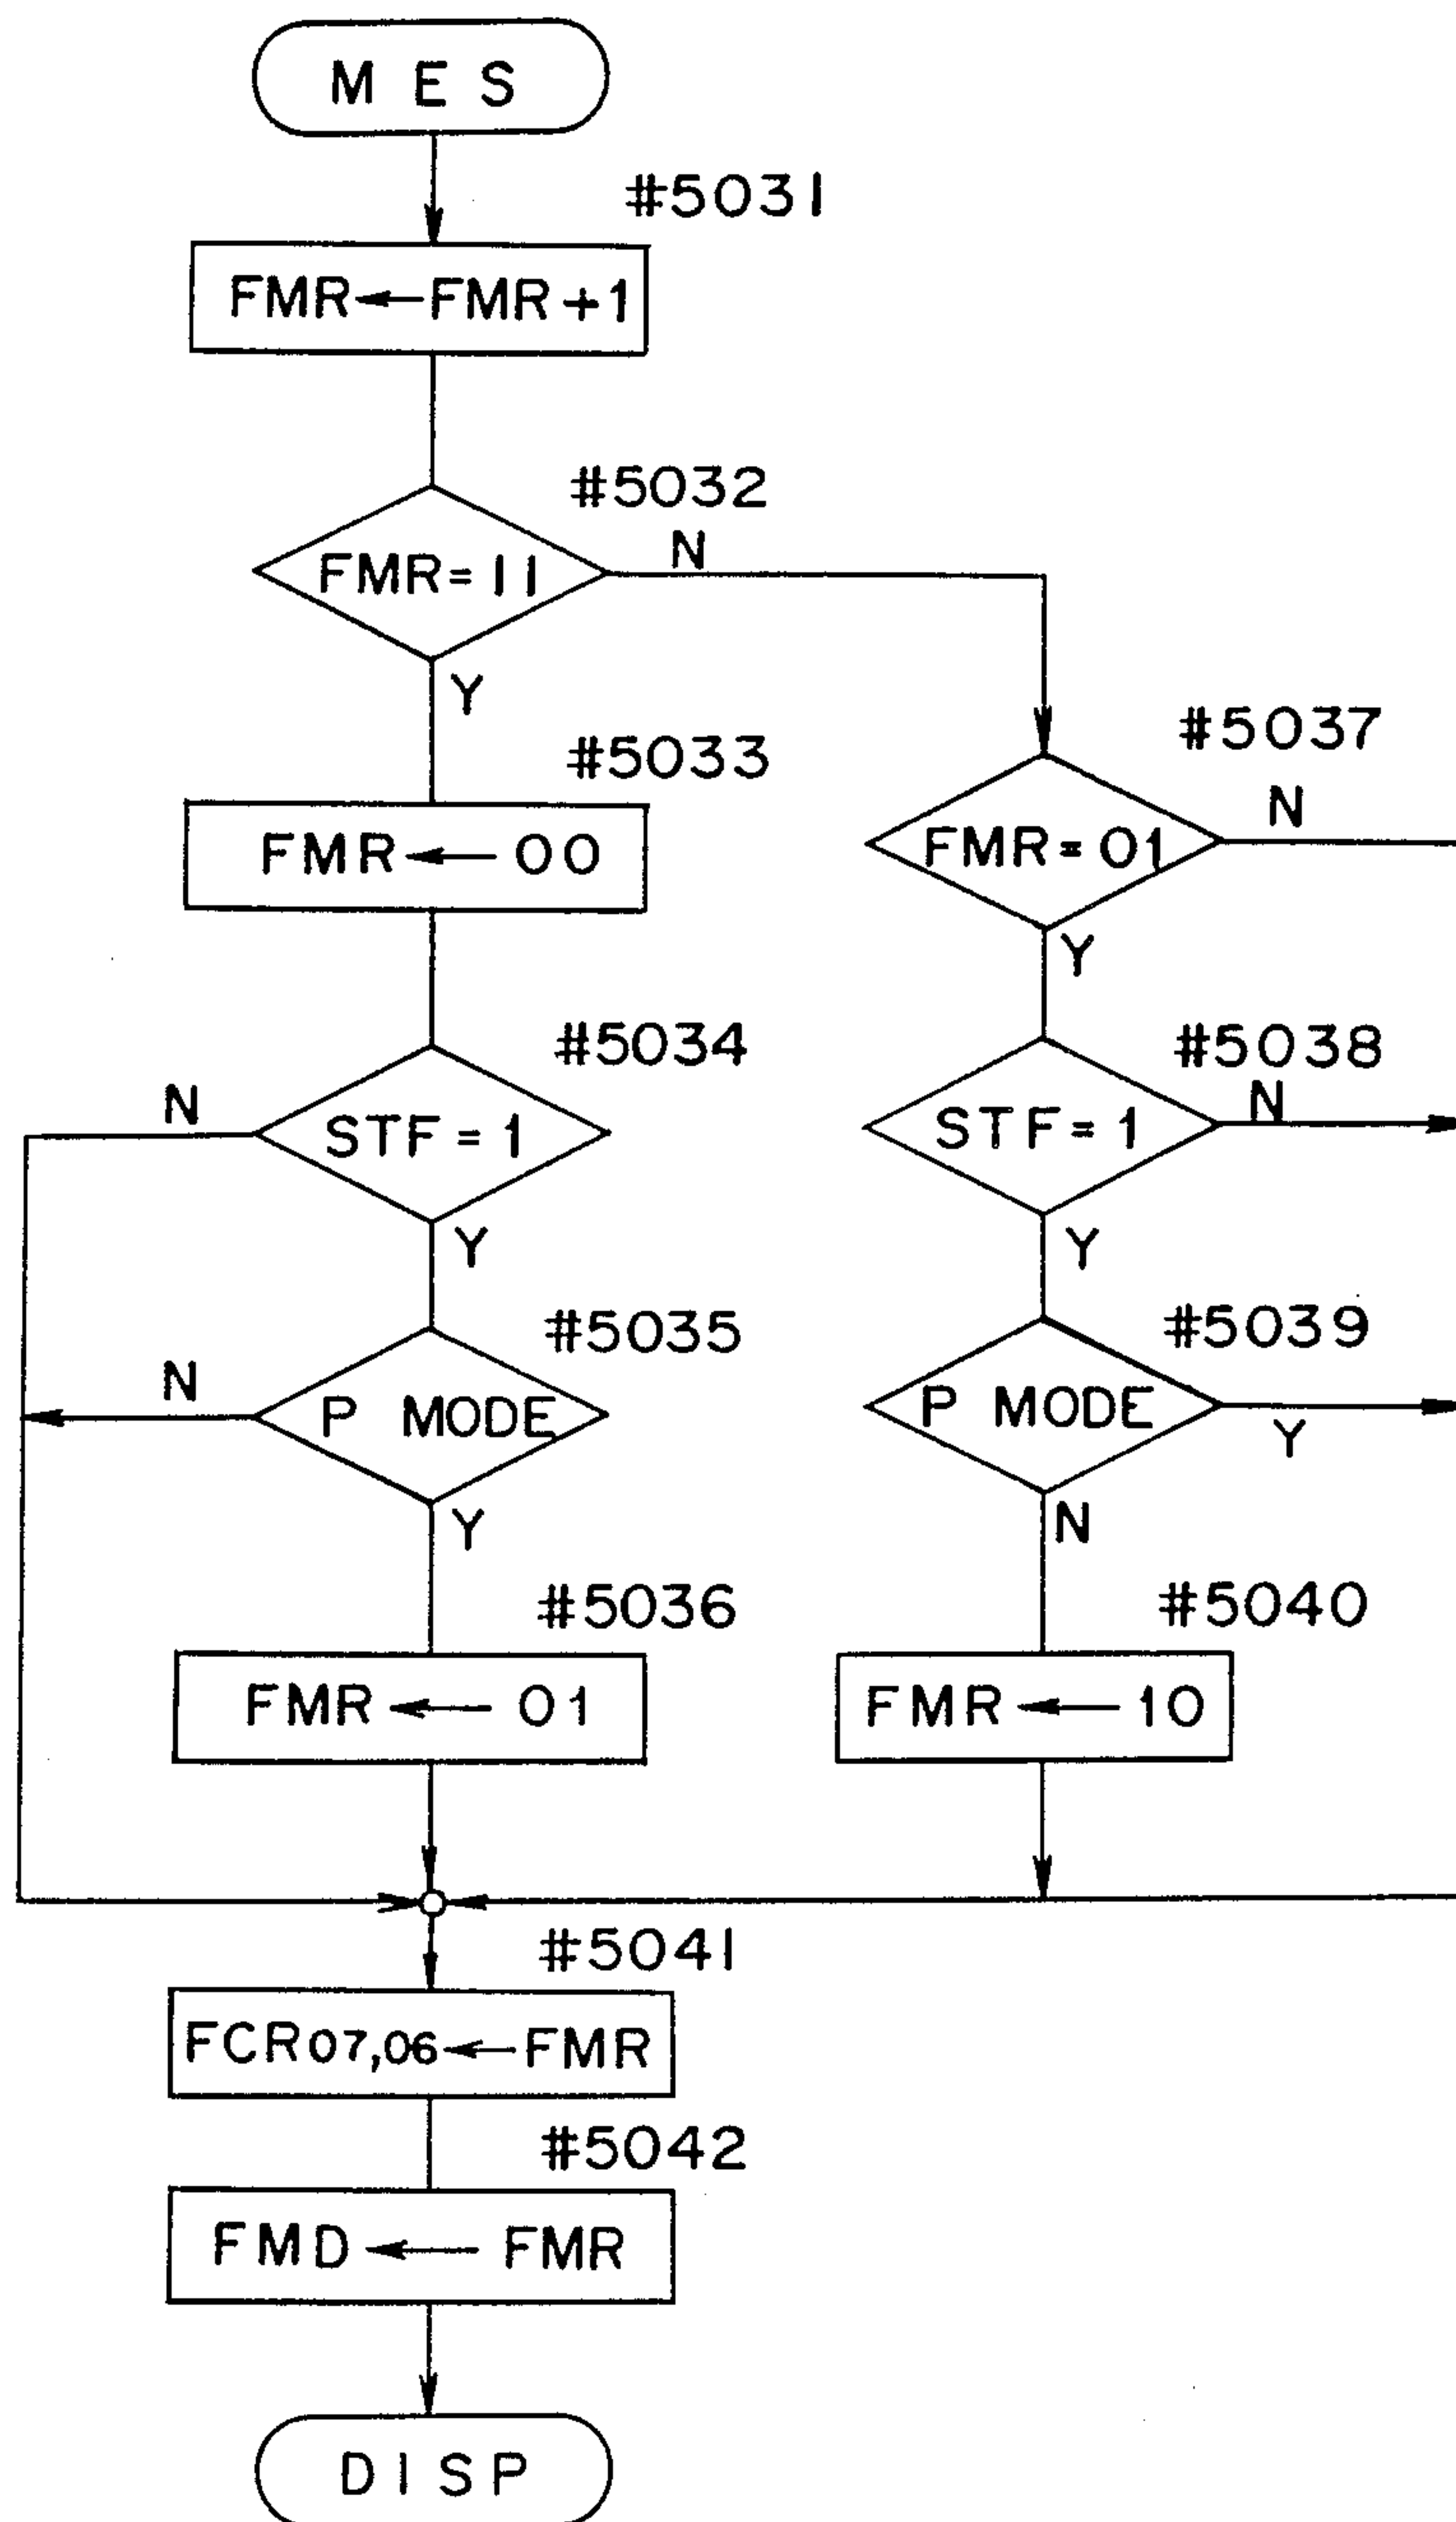 M E S
#5031
FMR←FMR+1
#5032
FMR=11
N
Y
#5033
FMR←00
#5034
STF=1
N
Y
#5035
P MODE
N
Y
#5036
FMR←01
#5037
FMR=01
N
Y
#5038
STF=1
N
Y
#5039
P MODE
Y
N
#5040
FMR←10
#5041
FCR07,06←FMR
#5042
FMD←FMR
DISP